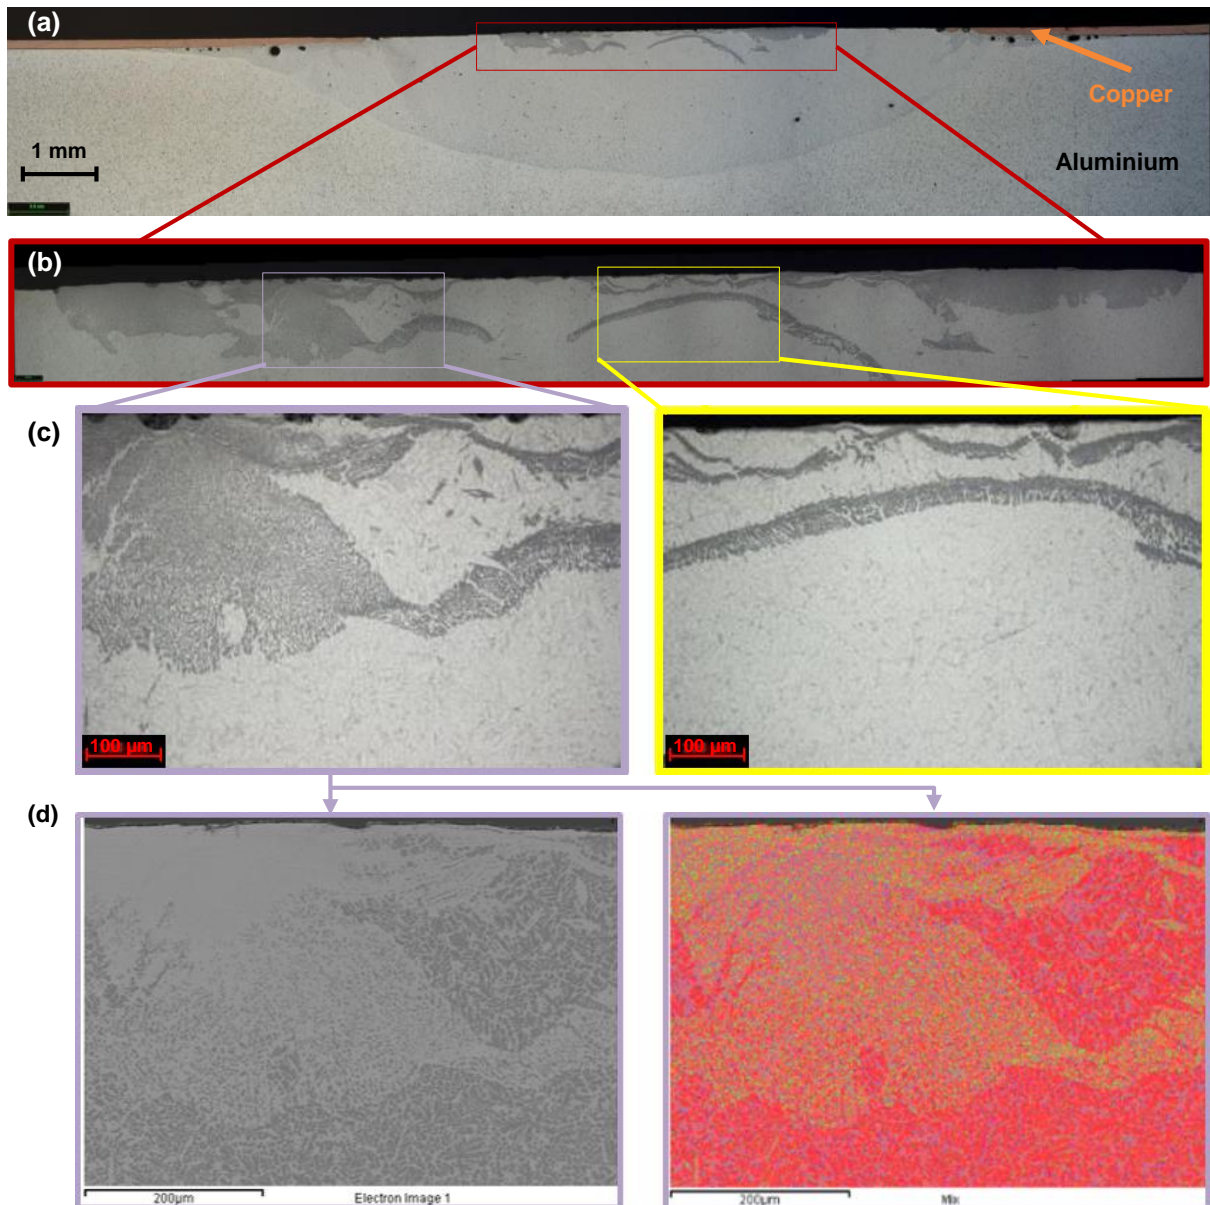 (a)
Copper
1 mm
Aluminium
(b)
(c)
100 µm
100 µm
(d)
200µm
Electron Image 1
200µm
Mix